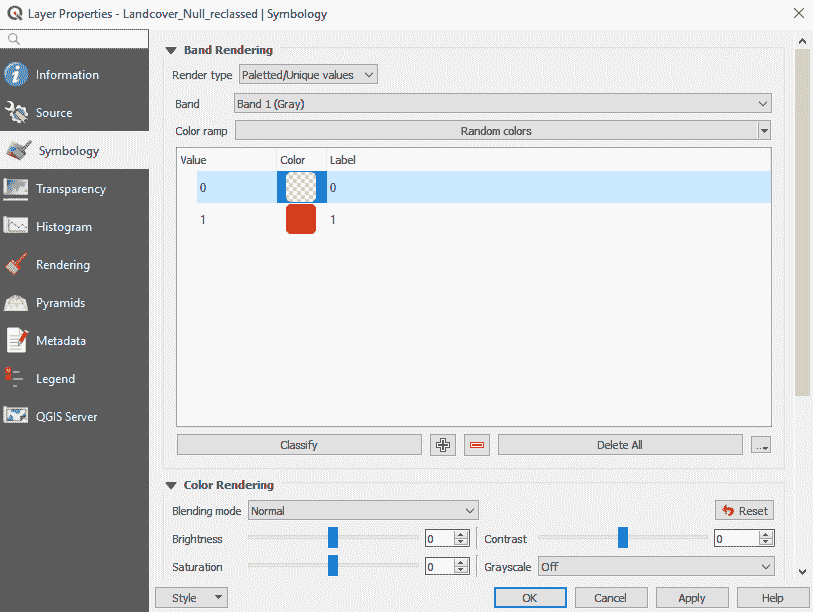 Layer Properties - Landcover_Null_reclassed | Symbology
Information
Source
Symbology
Transparency
Histogram
Rendering
Pyramids
Metadata
Legend
QGIS Server
Band Rendering
Render type Paletted/Unique values
Band Band 1 (Gray)
Color ramp Random colors
Value Color Label
0 0
1 1
Classify Delete All ...
Color Rendering
Blending mode Normal Reset
Brightness 0 Contrast 0
Saturation 0 Grayscale Off
Style OK Cancel Apply Help